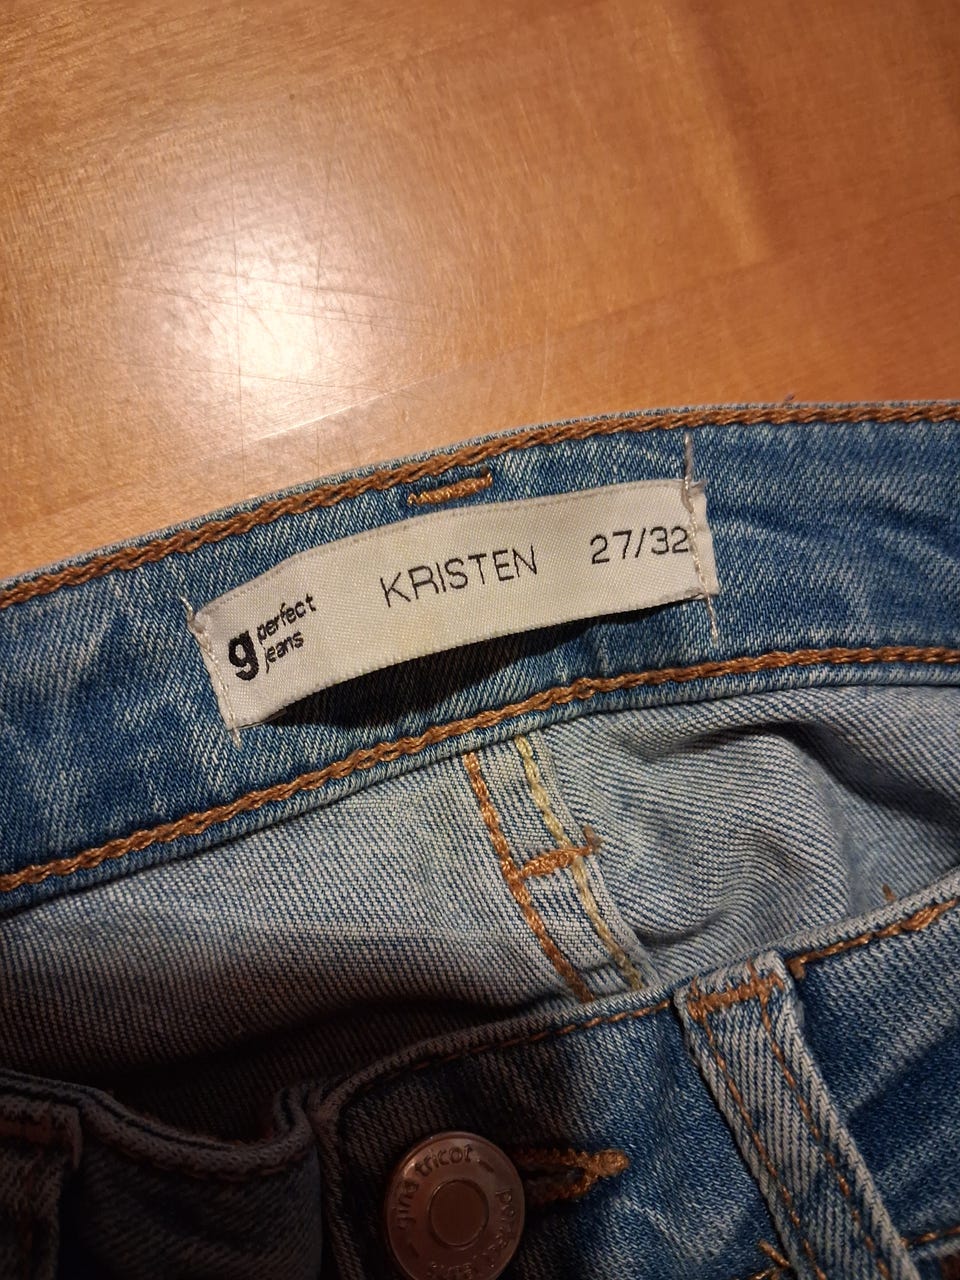 g perfect
jeans
KRISTEN
27/32
gina tricot